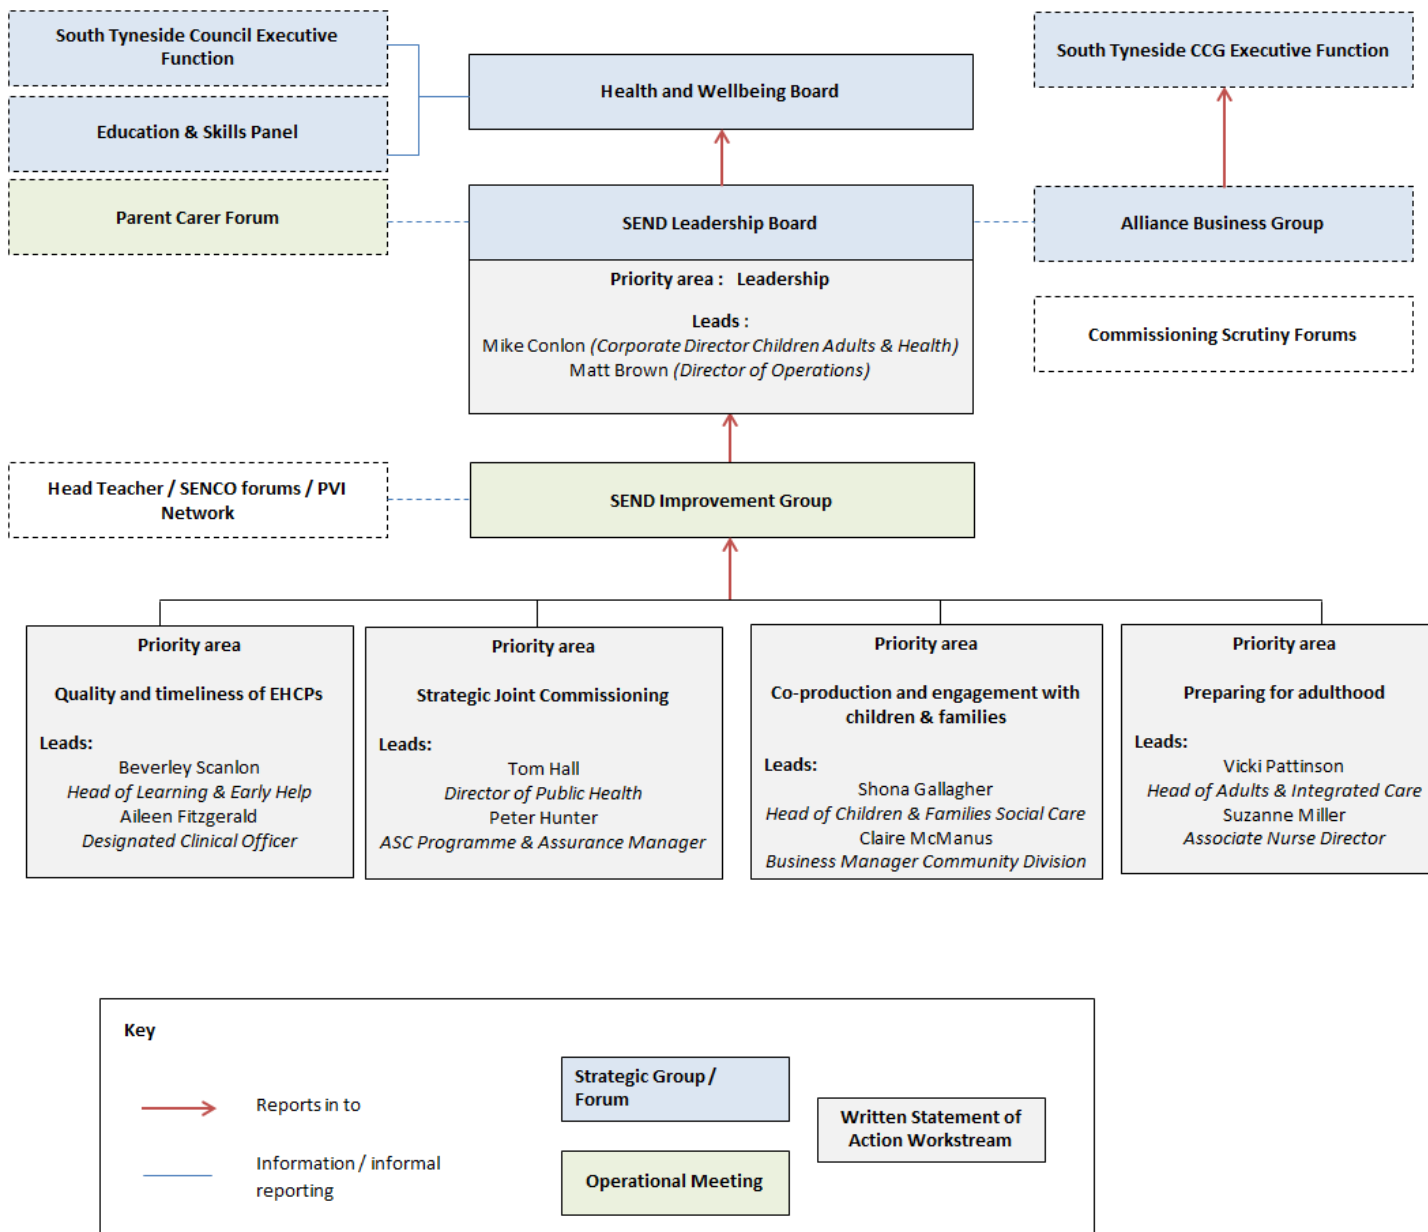 South Tyneside Council Executive
Function
Education & Skills Panel
Parent Carer Forum
Health and Wellbeing Board
South Tyneside CCG Executive Function
SEND Leadership Board
Priority area :   Leadership
Leads :
Mike Conlon (Corporate Director Children Adults & Health)
Matt Brown (Director of Operations)
Alliance Business Group
Commissioning Scrutiny Forums
Head Teacher / SENCO forums / PVI
Network
SEND Improvement Group
Priority area
Quality and timeliness of EHCPs
Leads:
Beverley Scanlon
Head of Learning & Early Help
Aileen Fitzgerald
Designated Clinical Officer
Priority area
Strategic Joint Commissioning
Leads:
Tom Hall
Director of Public Health
Peter Hunter
ASC Programme & Assurance Manager
Priority area
Co-production and engagement with
children & families
Leads:
Shona Gallagher
Head of Children & Families Social Care
Claire McManus
Business Manager Community Division
Priority area
Preparing for adulthood
Leads:
Vicki Pattinson
Head of Adults & Integrated Care
Suzanne Miller
Associate Nurse Director
Key
Reports in to
Information / informal
reporting
Strategic Group /
Forum
Operational Meeting
Written Statement of
Action Workstream